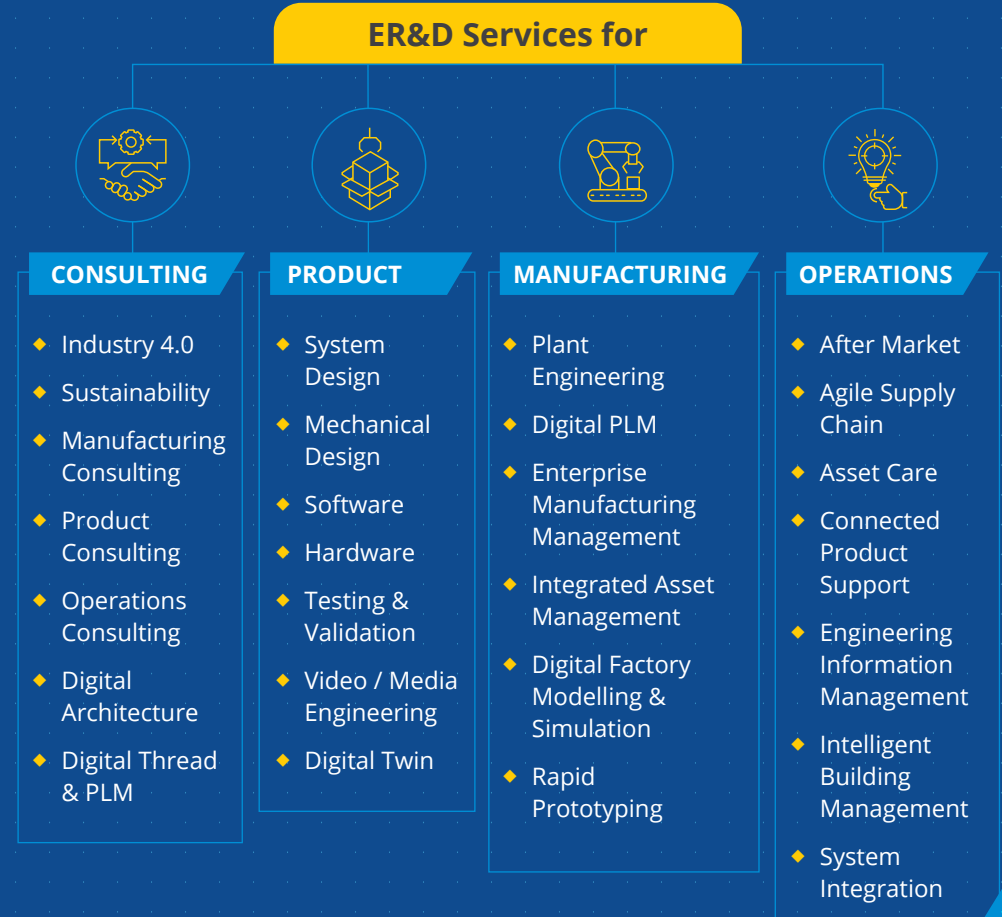 ER&D Services for
CONSULTING
Industry 4.0
Sustainability
Manufacturing
Consulting
Product
Consulting
Operations
Consulting
Digital
Architecture
Digital Thread
& PLM
PRODUCT
System
Design
Mechanical
Design
Software
Hardware
Testing &
Validation
Video / Media
Engineering
Digital Twin
MANUFACTURING
Plant
Engineering
Digital PLM
Enterprise
Manufacturing
Management
Integrated Asset
Management
Digital Factory
Modelling &
Simulation
Rapid
Prototyping
OPERATIONS
After Market
Agile Supply
Chain
Asset Care
Connected
Product
Support
Engineering
Information
Management
Intelligent
Building
Management
System
Integration